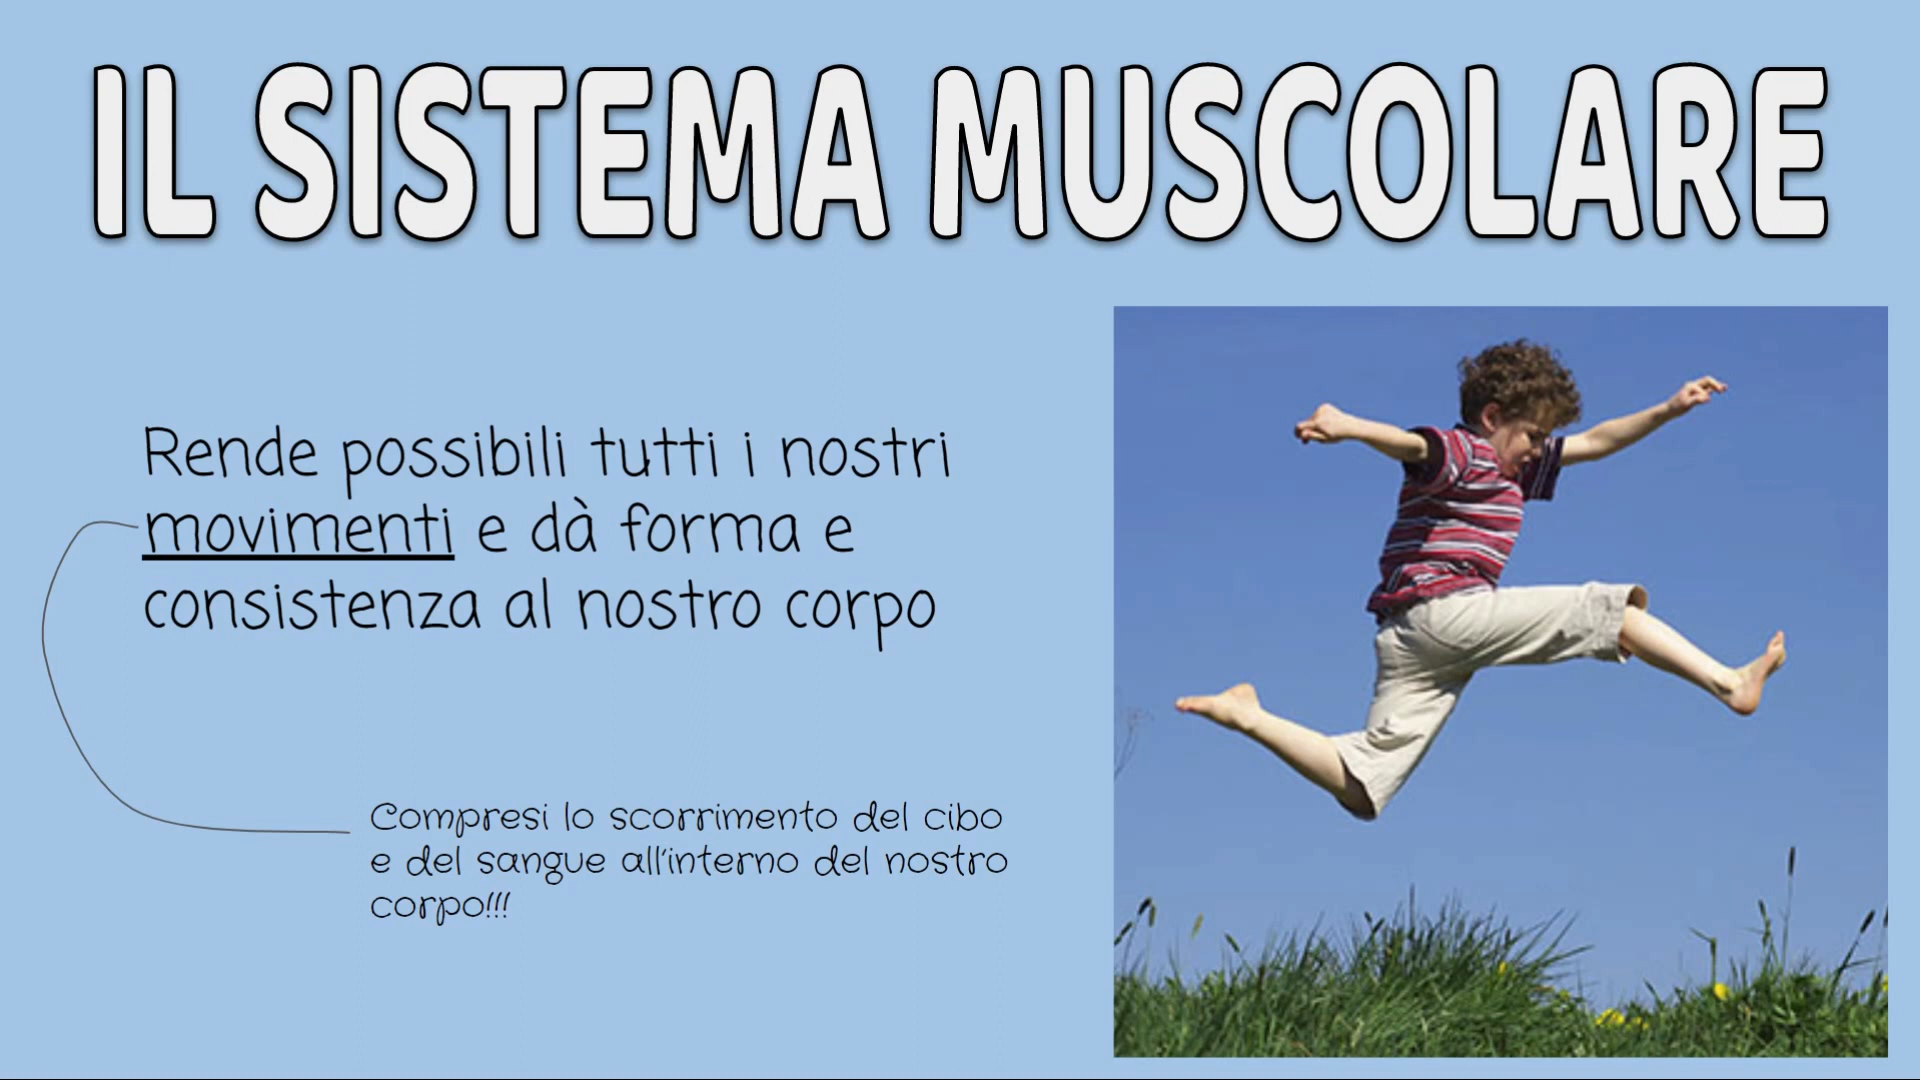 IL SISTEMA MUSCOLARE
Rende possibili tutti i nostri
movimenti e dà forma e
consistenza al nostro corpo
Compresi lo scorrimento del cibo
e del sangue all'interno del nostro
corpo!!!